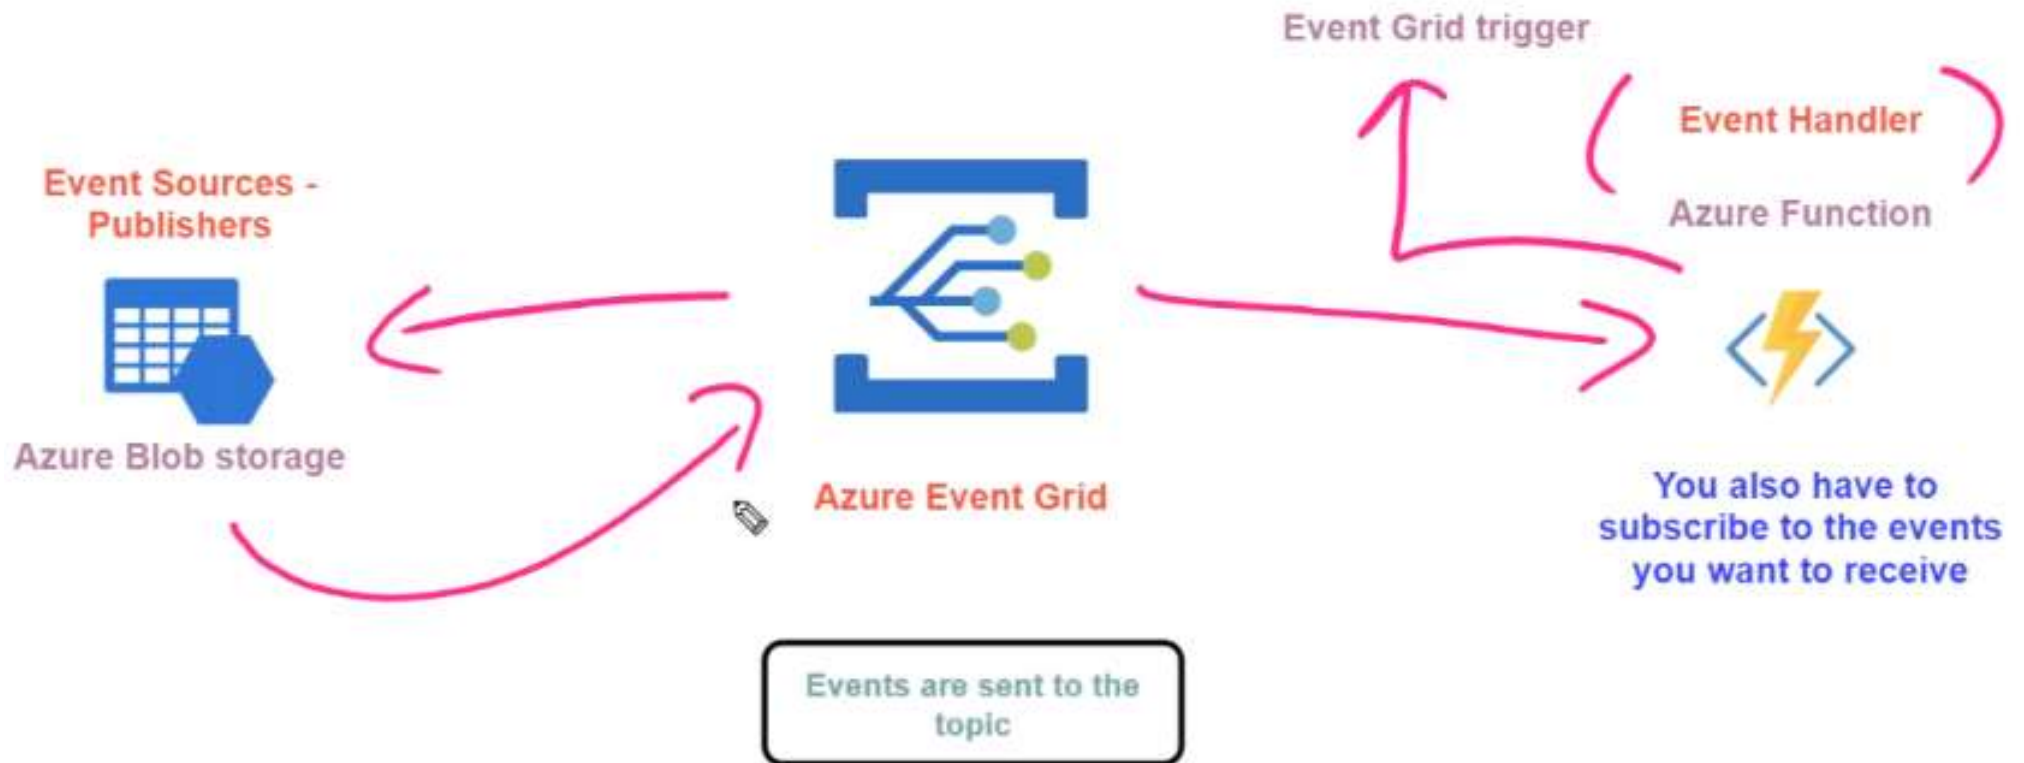 Event Grid trigger
Event Handler
Azure Function
Event Sources -
Publishers
Azure Blob storage
Azure Event Grid
You also have to
subscribe to the events
you want to receive
Events are sent to the
topic